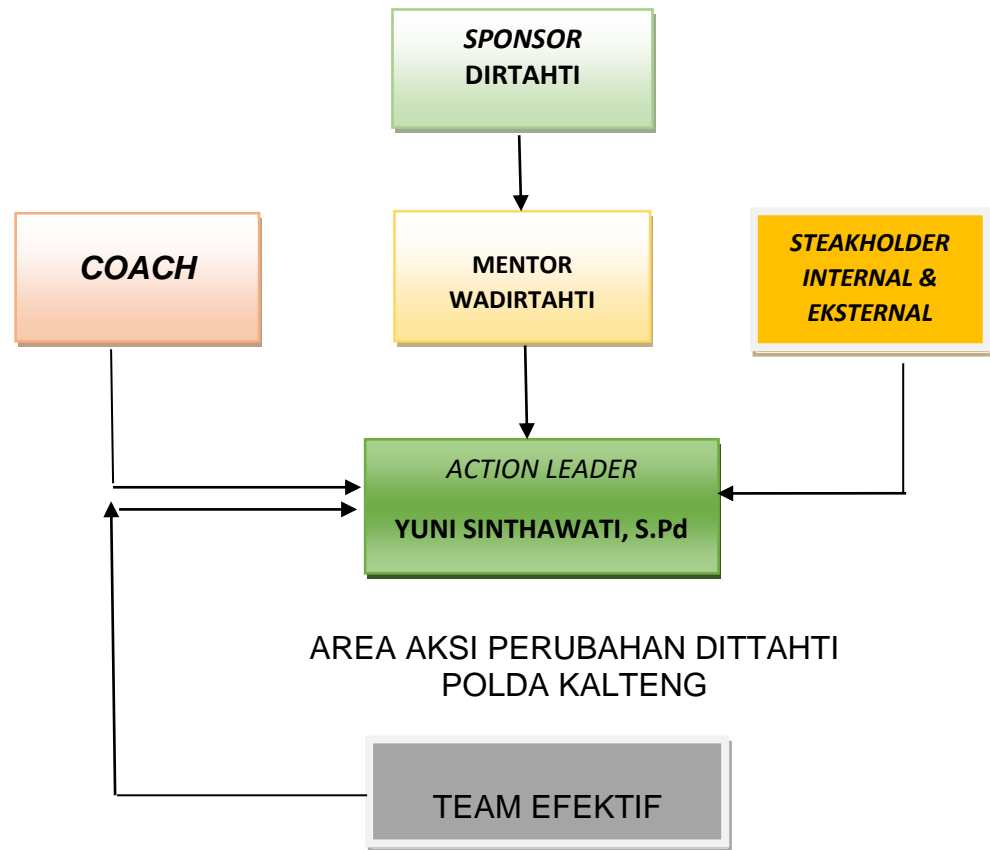 SPONSOR
DIRTAHTI
COACH
MENTOR
WADIRTAHTI
STEAKHOLDER
INTERNAL &
EKSTERNAL
ACTION LEADER
YUNI SINTHAWATI, S.Pd
AREA AKSI PERUBAHAN DITTAHTI
POLDA KALTENG
TEAM EFEKTIF